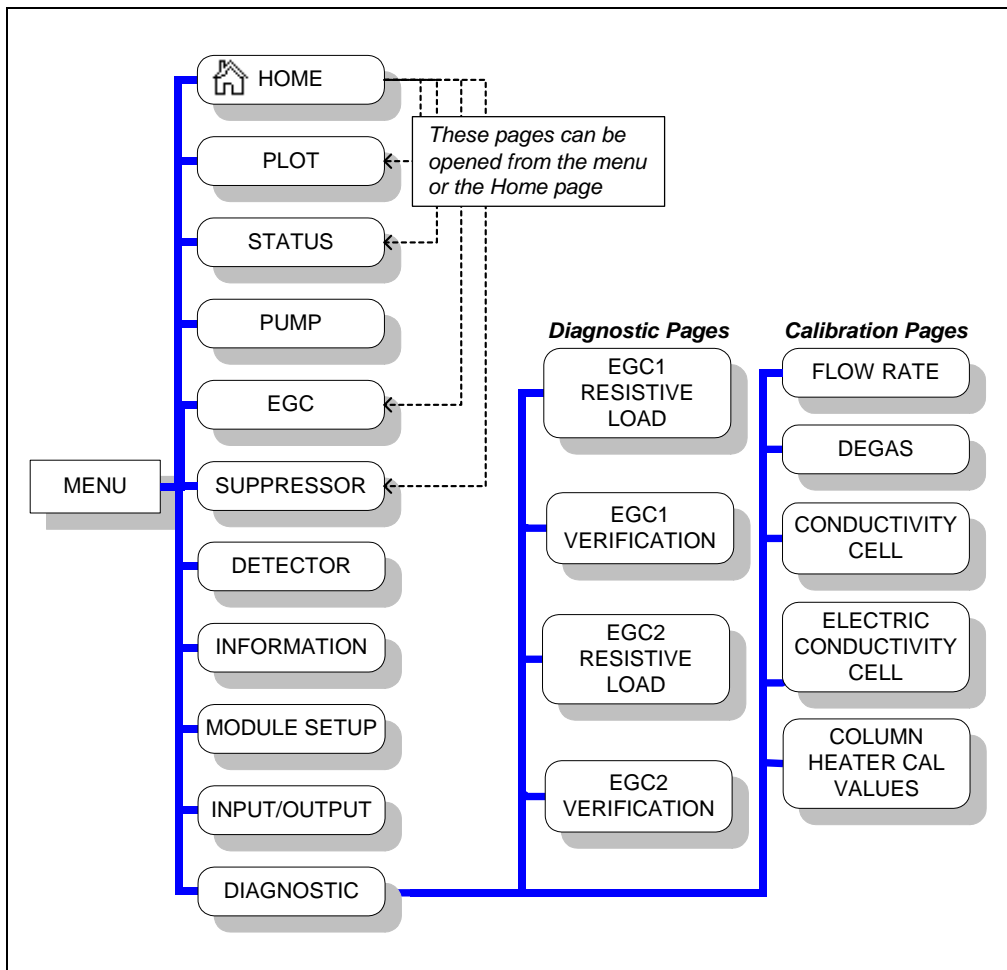 HOME
These pages can be
opened from the menu
or the Home page
PLOT
STATUS
PUMP
EGC
MENU
SUPPRESSOR
DETECTOR
INFORMATION
MODULE SETUP
INPUT/OUTPUT
DIAGNOSTIC
Diagnostic Pages
EGC1
RESISTIVE
LOAD
EGC1
VERIFICATION
EGC2
RESISTIVE
LOAD
EGC2
VERIFICATION
Calibration Pages
FLOW RATE
DEGAS
CONDUCTIVITY
CELL
ELECTRIC
CONDUCTIVITY
CELL
COLUMN
HEATER CAL
VALUES